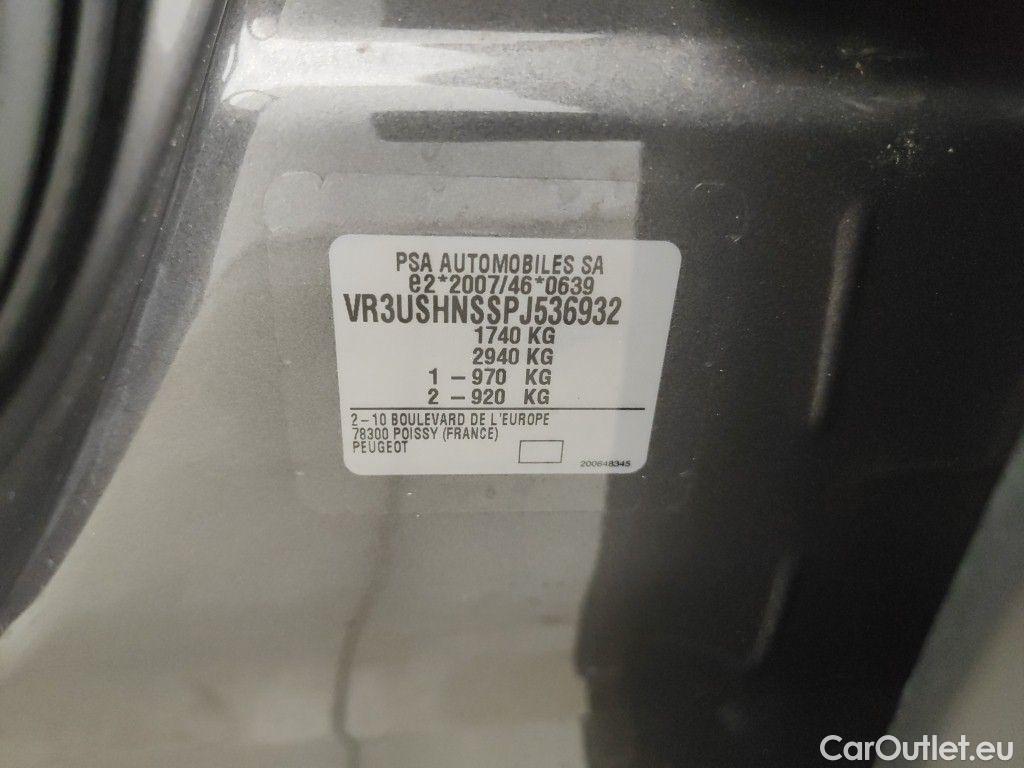 PSA AUTOMOBILES SA
e2*2007/46*0639
VR3USHNSSPJ536932
1740 KG
2940 KG
1 – 970 KG
2 – 920 KG
2 – 10 BOULEVARD DE L'EUROPE
78300 POISSY (FRANCE)
PEUGEOT
200648345
CarOutlet.eu